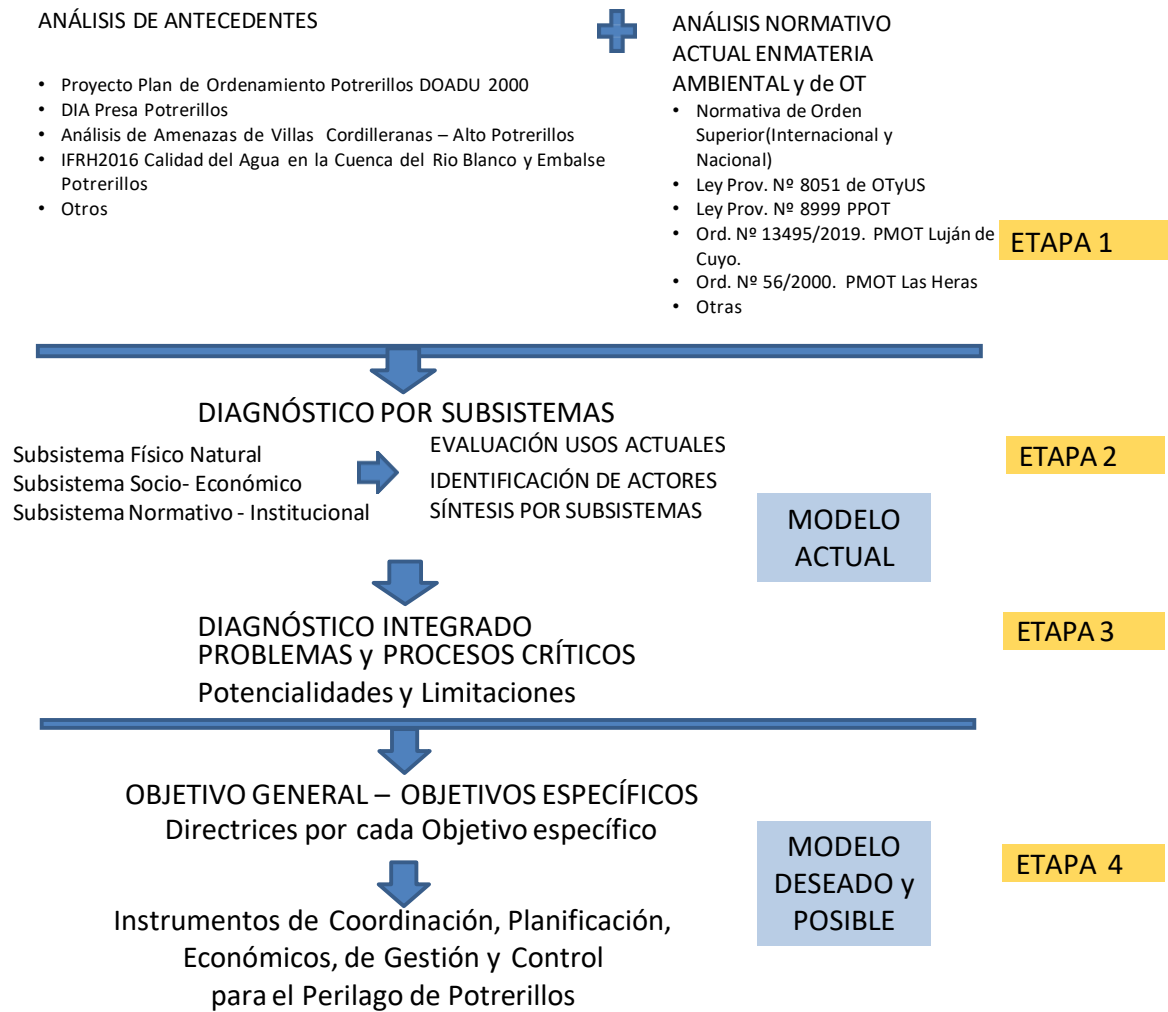 ANÁLISIS DE ANTECEDENTES
• Proyecto Plan de Ordenamiento Potrerillos DOADU 2000
• DIA Presa Potrerillos
• Análisis de Amenazas de Villas Cordilleranas – Alto Potrerillos
• IFRH2016 Calidad del Agua en la Cuenca del Rio Blanco y Embalse
Potrerillos
• Otros
ANÁLISIS NORMATIVO
ACTUAL ENMATERIA
AMBIENTAL y de OT
• Normativa de Orden
Superior(Internacional y
Nacional)
• Ley Prov. Nº 8051 de OTyUS
• Ley Prov. Nº 8999 PPOT
• Ord. Nº 13495/2019. PMOT Luján de
Cuyo.
• Ord. Nº 56/2000. PMOT Las Heras
• Otras
ETAPA 1
DIAGNÓSTICO POR SUBSISTEMAS
Subsistema Físico Natural
Subsistema Socio- Económico
Subsistema Normativo - Institucional
EVALUACIÓN USOS ACTUALES
IDENTIFICACIÓN DE ACTORES
SÍNTESIS POR SUBSISTEMAS
ETAPA 2
MODELO
ACTUAL
DIAGNÓSTICO INTEGRADO
PROBLEMAS y PROCESOS CRÍTICOS
Potencialidades y Limitaciones
ETAPA 3
OBJETIVO GENERAL – OBJETIVOS ESPECÍFICOS
Directrices por cada Objetivo específico
MODELO
DESEADO y
POSIBLE
ETAPA 4
Instrumentos de Coordinación, Planificación,
Económicos, de Gestión y Control
para el Perilago de Potrerillos